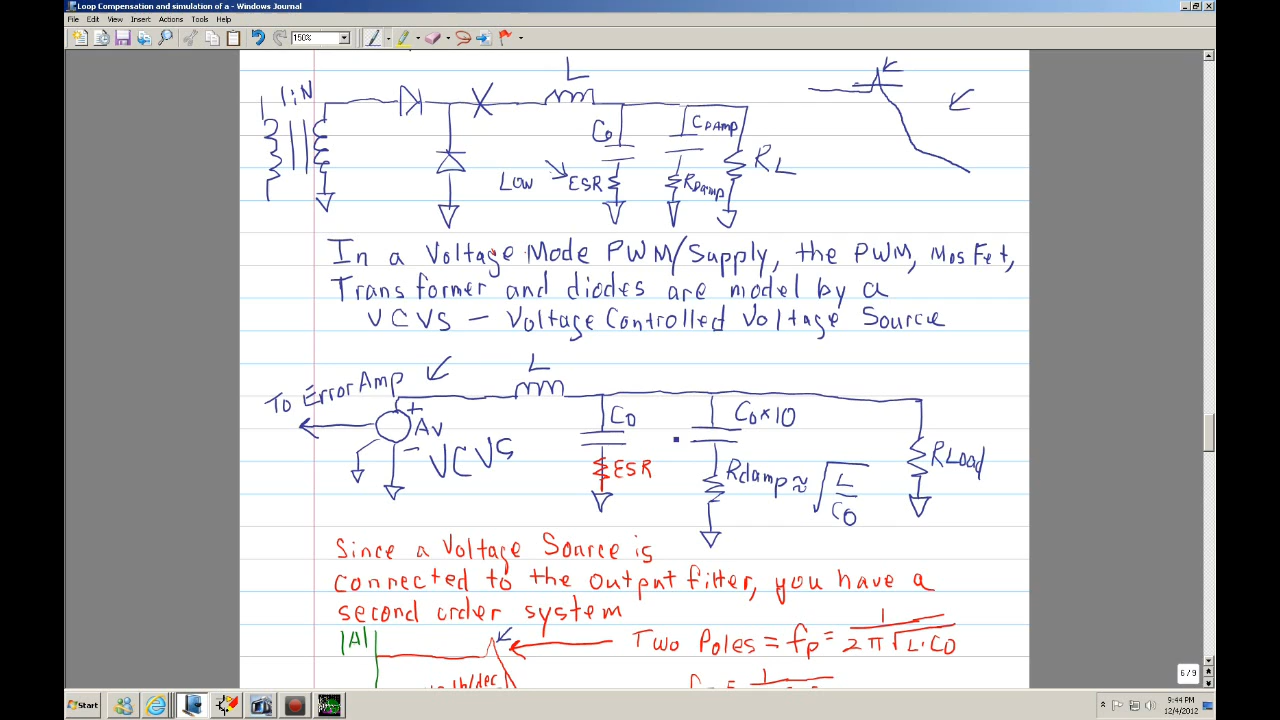 Loop Compensation and simulation of a - Windows Journal
File Edit View Insert Actions Tools Help
150%
1:N
L
Co
CDAMP
RL
Low
ESR
RDamp
In a Voltage Mode PWM/Supply, the PWM, MosFet,
Transformer and diodes are model by a
VCVS - Voltage Controlled Voltage Source
To Error Amp
L
+
Av
-
VCVS
Co
ESR
Co x 10
Rdamp ≈ √L/Co
RLoad
Since a Voltage Source is
connected to the output filter, you have a
second order system
|A|
Two Poles = fp = 1/2π√L·Co
6 / 9
Start
9:44 PM
12/4/2012